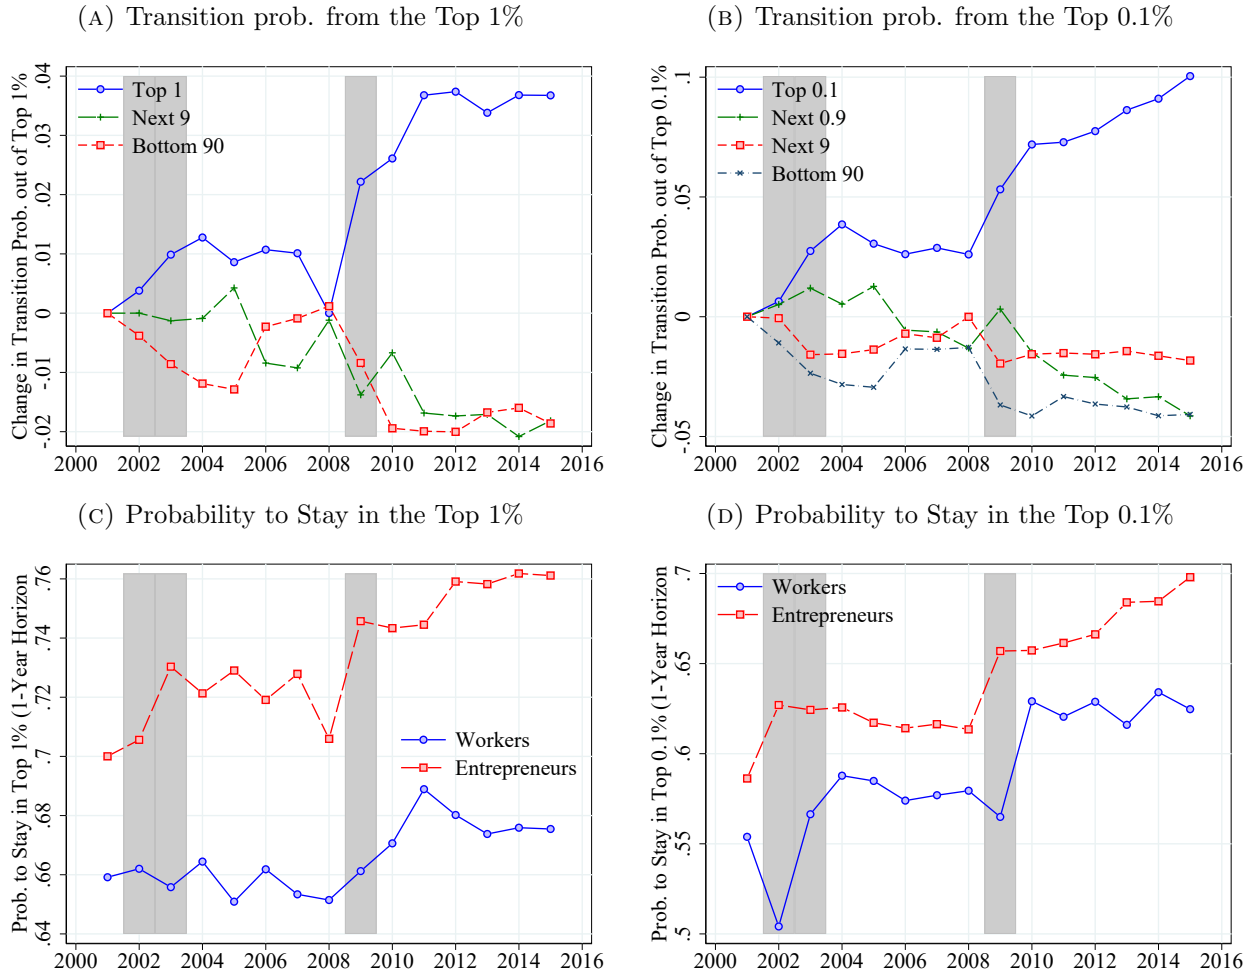 (A) Transition prob. from the Top 1%
Change in Transition Prob. out of Top 1%
.04
.03
.02
.01
0
-.01
-.02
Top 1
Next 9
Bottom 90
2000 2002 2004 2006 2008 2010 2012 2014 2016
(B) Transition prob. from the Top 0.1%
Change in Transition Prob. out of Top 0.1%
.1
.05
0
-.05
Top 0.1
Next 0.9
Next 9
Bottom 90
2000 2002 2004 2006 2008 2010 2012 2014 2016
(C) Probability to Stay in the Top 1%
Prob. to Stay in Top 1% (1-Year Horizon
.76
.74
.72
.7
.68
.66
.64
Workers
Entrepreneurs
2000 2002 2004 2006 2008 2010 2012 2014 2016
(D) Probability to Stay in the Top 0.1%
Prob. to Stay in Top 0.1% (1-Year Horizon
.7
.65
.6
.55
.5
Workers
Entrepreneurs
2000 2002 2004 2006 2008 2010 2012 2014 2016